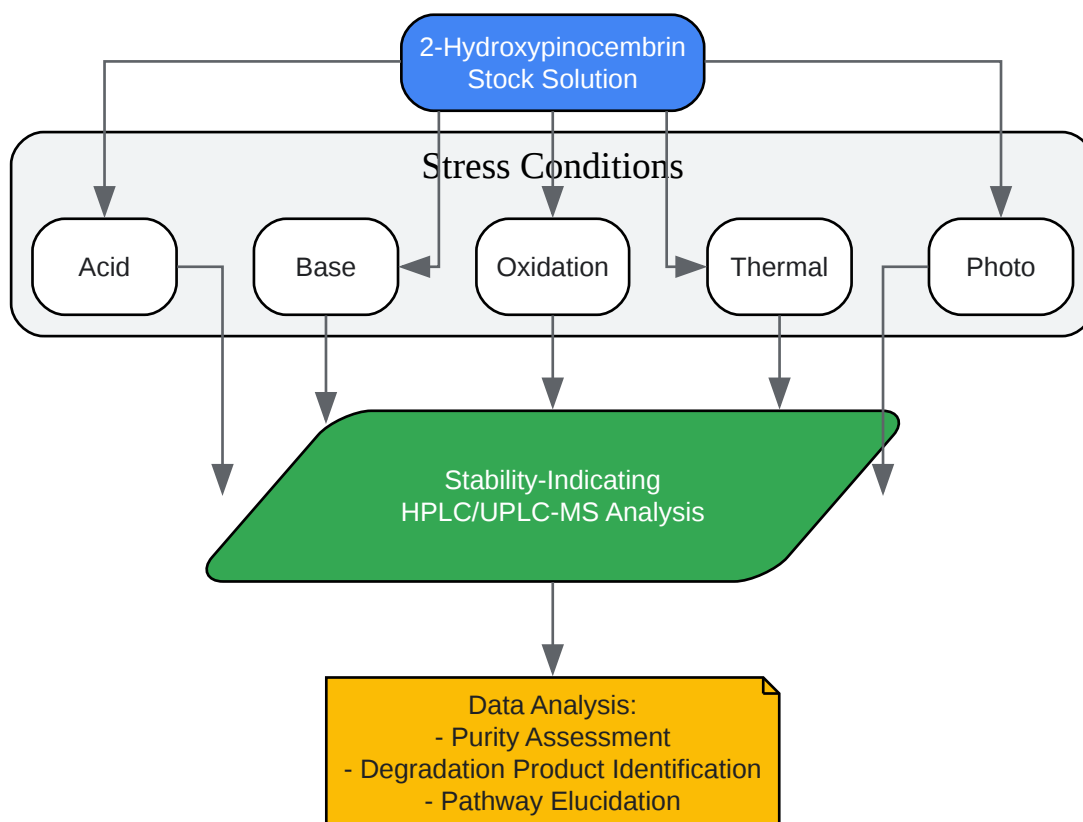 2-Hydroxypinocembrin
Stock Solution
Stress Conditions
Acid
Base
Oxidation
Thermal
Photo
Stability-Indicating
HPLC/UPLC-MS Analysis
Data Analysis:
- Purity Assessment
- Degradation Product Identification
- Pathway Elucidation